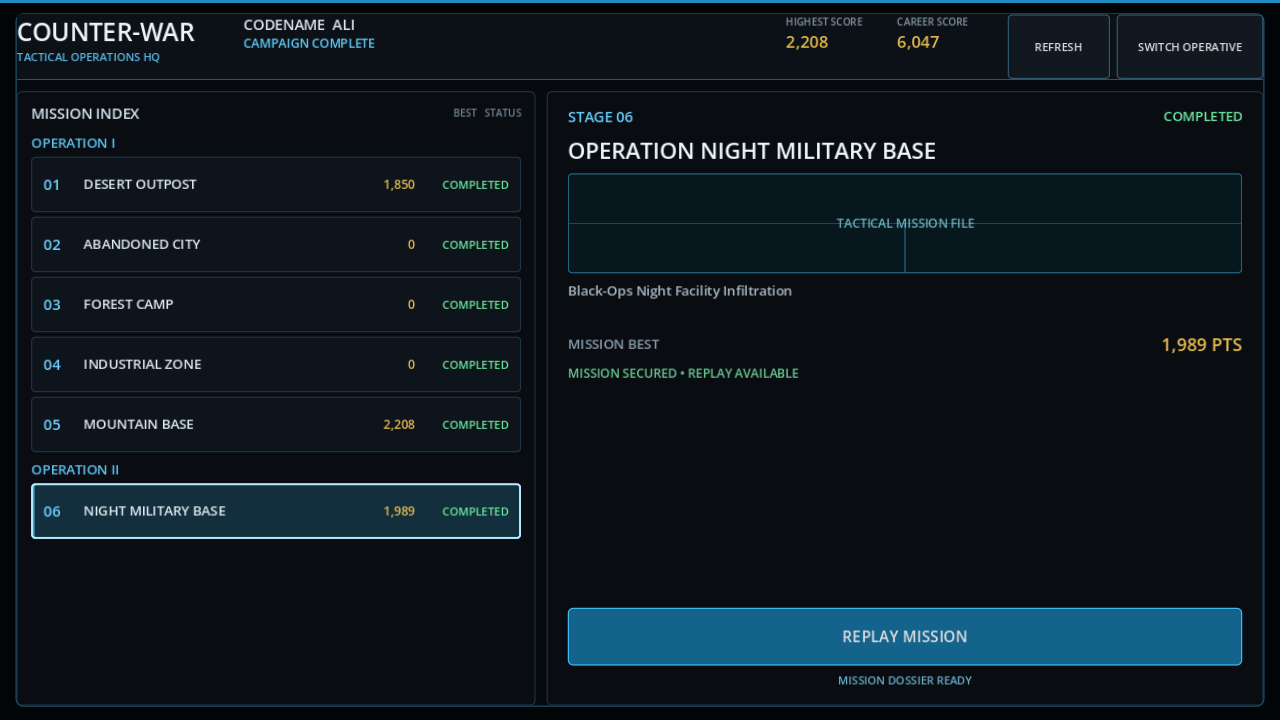 COUNTER-WAR
TACTICAL OPERATIONS HQ
CODENAME ALI
CAMPAIGN COMPLETE
HIGHEST SCORE
2,208
CAREER SCORE
6,047
REFRESH
SWITCH OPERATIVE
MISSION INDEX BEST STATUS
OPERATION I
01 DESERT OUTPOST 1,850 COMPLETED
02 ABANDONED CITY 0 COMPLETED
03 FOREST CAMP 0 COMPLETED
04 INDUSTRIAL ZONE 0 COMPLETED
05 MOUNTAIN BASE 2,208 COMPLETED
OPERATION II
06 NIGHT MILITARY BASE 1,989 COMPLETED
STAGE 06 COMPLETED
OPERATION NIGHT MILITARY BASE
TACTICAL MISSION FILE
Black-Ops Night Facility Infiltration
MISSION BEST 1,989 PTS
MISSION SECURED • REPLAY AVAILABLE
REPLAY MISSION
MISSION DOSSIER READY